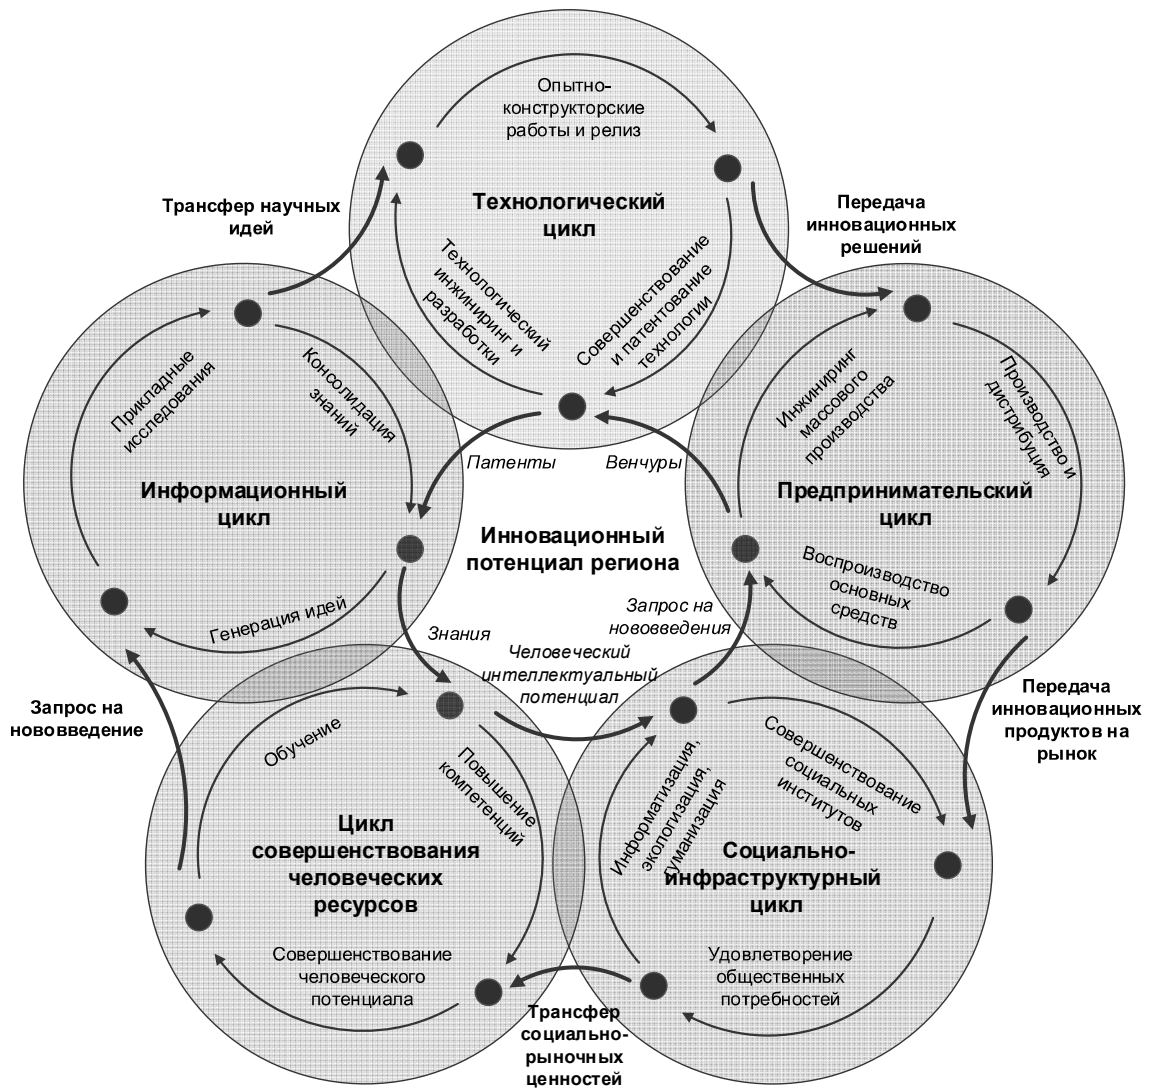 Опытно-
конструкторские
работы и релиз
Технологический
цикл
Технологический
инжиниринг и
разработки
Совершенствование
и патентование
технологии
Трансфер научных
идей
Передача
инновационных
решений
Прикладные
исследования
Консолидация
знаний
Информационный
цикл
Генерация идей
Инжиниринг
массового
производства
Производство и
дистрибуция
Предпринимательский
цикл
Воспроизводство
основных
средств
Патенты
Венчуры
Инновационный
потенциал региона
Знания
Запрос на
нововведения
Человеческий
интеллектуальный
потенциал
Запрос на
нововведение
Передача
инновационных
продуктов на
рынок
Обучение
Повышение
компетенций
Цикл
совершенствования
человеческих
ресурсов
Совершенствование
человеческого
потенциала
Информатизация,
экологизация,
гуманизация
Совершенствование
социальных
институтов
Социально-
инфраструктурный
цикл
Удовлетворение
общественных
потребностей
Трансфер
социально-
рыночных
ценностей